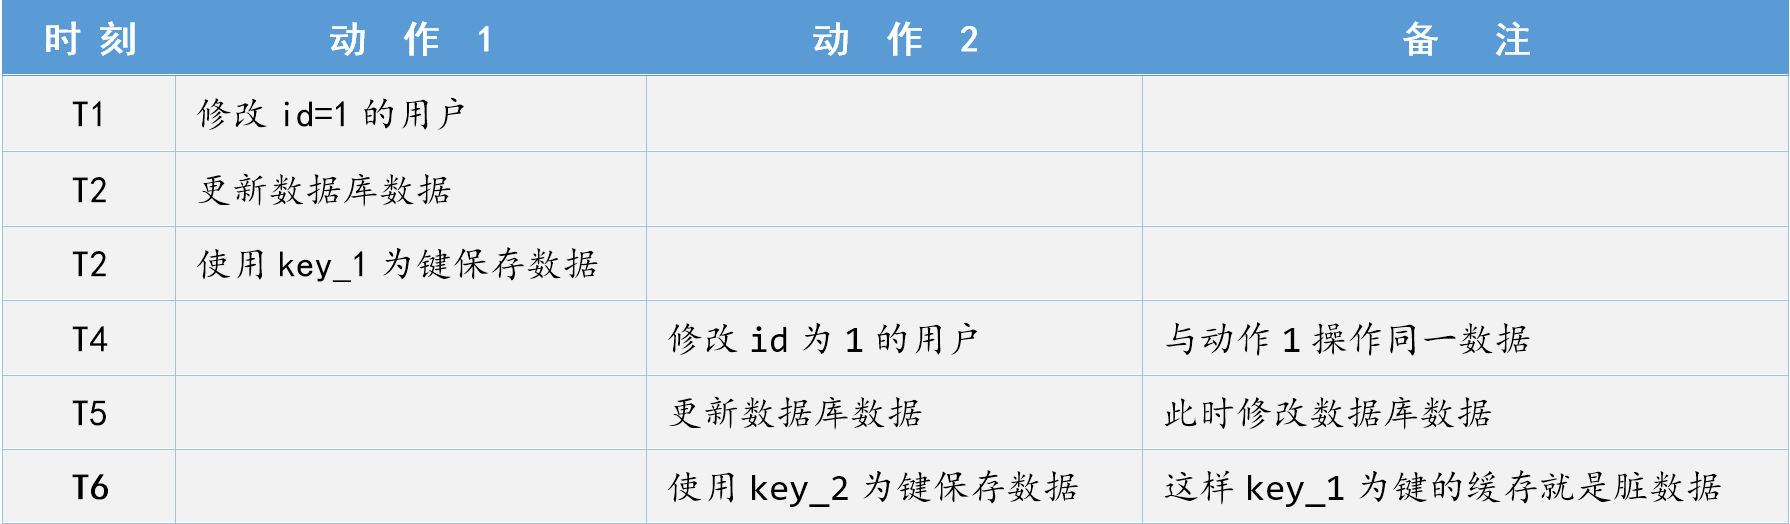 时 刻 动 作 1 动 作 2 备 注
T1 修改 id=1 的用户
T2 更新数据库数据
T2 使用 key_1 为键保存数据
T4 修改 id 为 1 的用户 与动作 1 操作同一数据
T5 更新数据库数据 此时修改数据库数据
T6 使用 key_2 为键保存数据 这样 key_1 为键的缓存就是脏数据